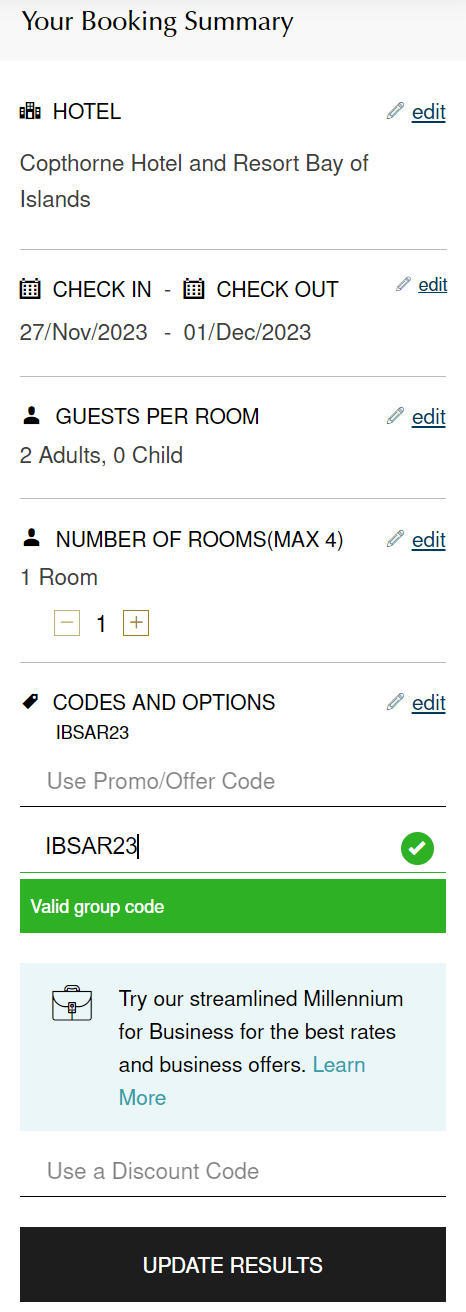 Your Booking Summary
HOTEL edit
Copthorne Hotel and Resort Bay of
Islands
CHECK IN - CHECK OUT edit
27/Nov/2023 - 01/Dec/2023
GUESTS PER ROOM edit
2 Adults, 0 Child
NUMBER OF ROOMS(MAX 4) edit
1 Room
− 1 +
CODES AND OPTIONS edit
IBSAR23
Use Promo/Offer Code
IBSAR23
Valid group code
Try our streamlined Millennium
for Business for the best rates
and business offers. Learn
More
Use a Discount Code
UPDATE RESULTS